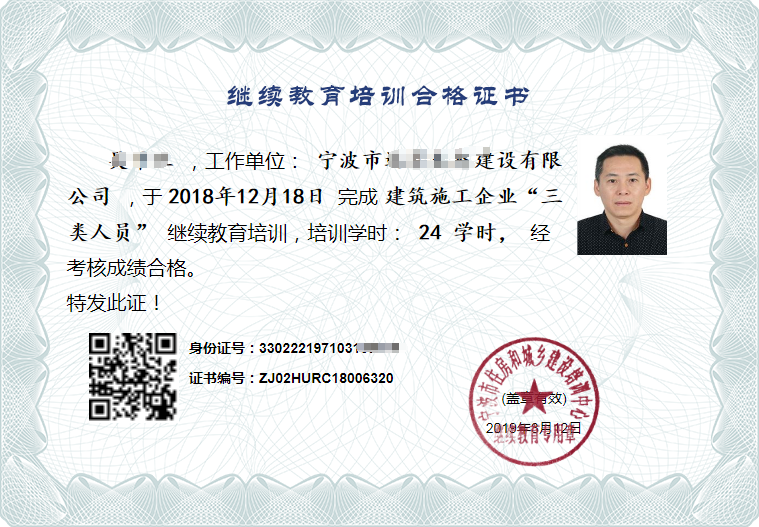 继续教育培训合格证书
，工作单位： 宁波市 建设有限
公司 ，于 2018年12月18日 完成 建筑施工企业“三
类人员” 继续教育培训，培训学时： 24 学时， 经
考核成绩合格。
特发此证！
身份证号：3302221971031
证书编号：ZJ02HURC18006320
宁波市住房和城乡建设培训中心
(盖章有效)
2019年8月12日
继续教育专用章